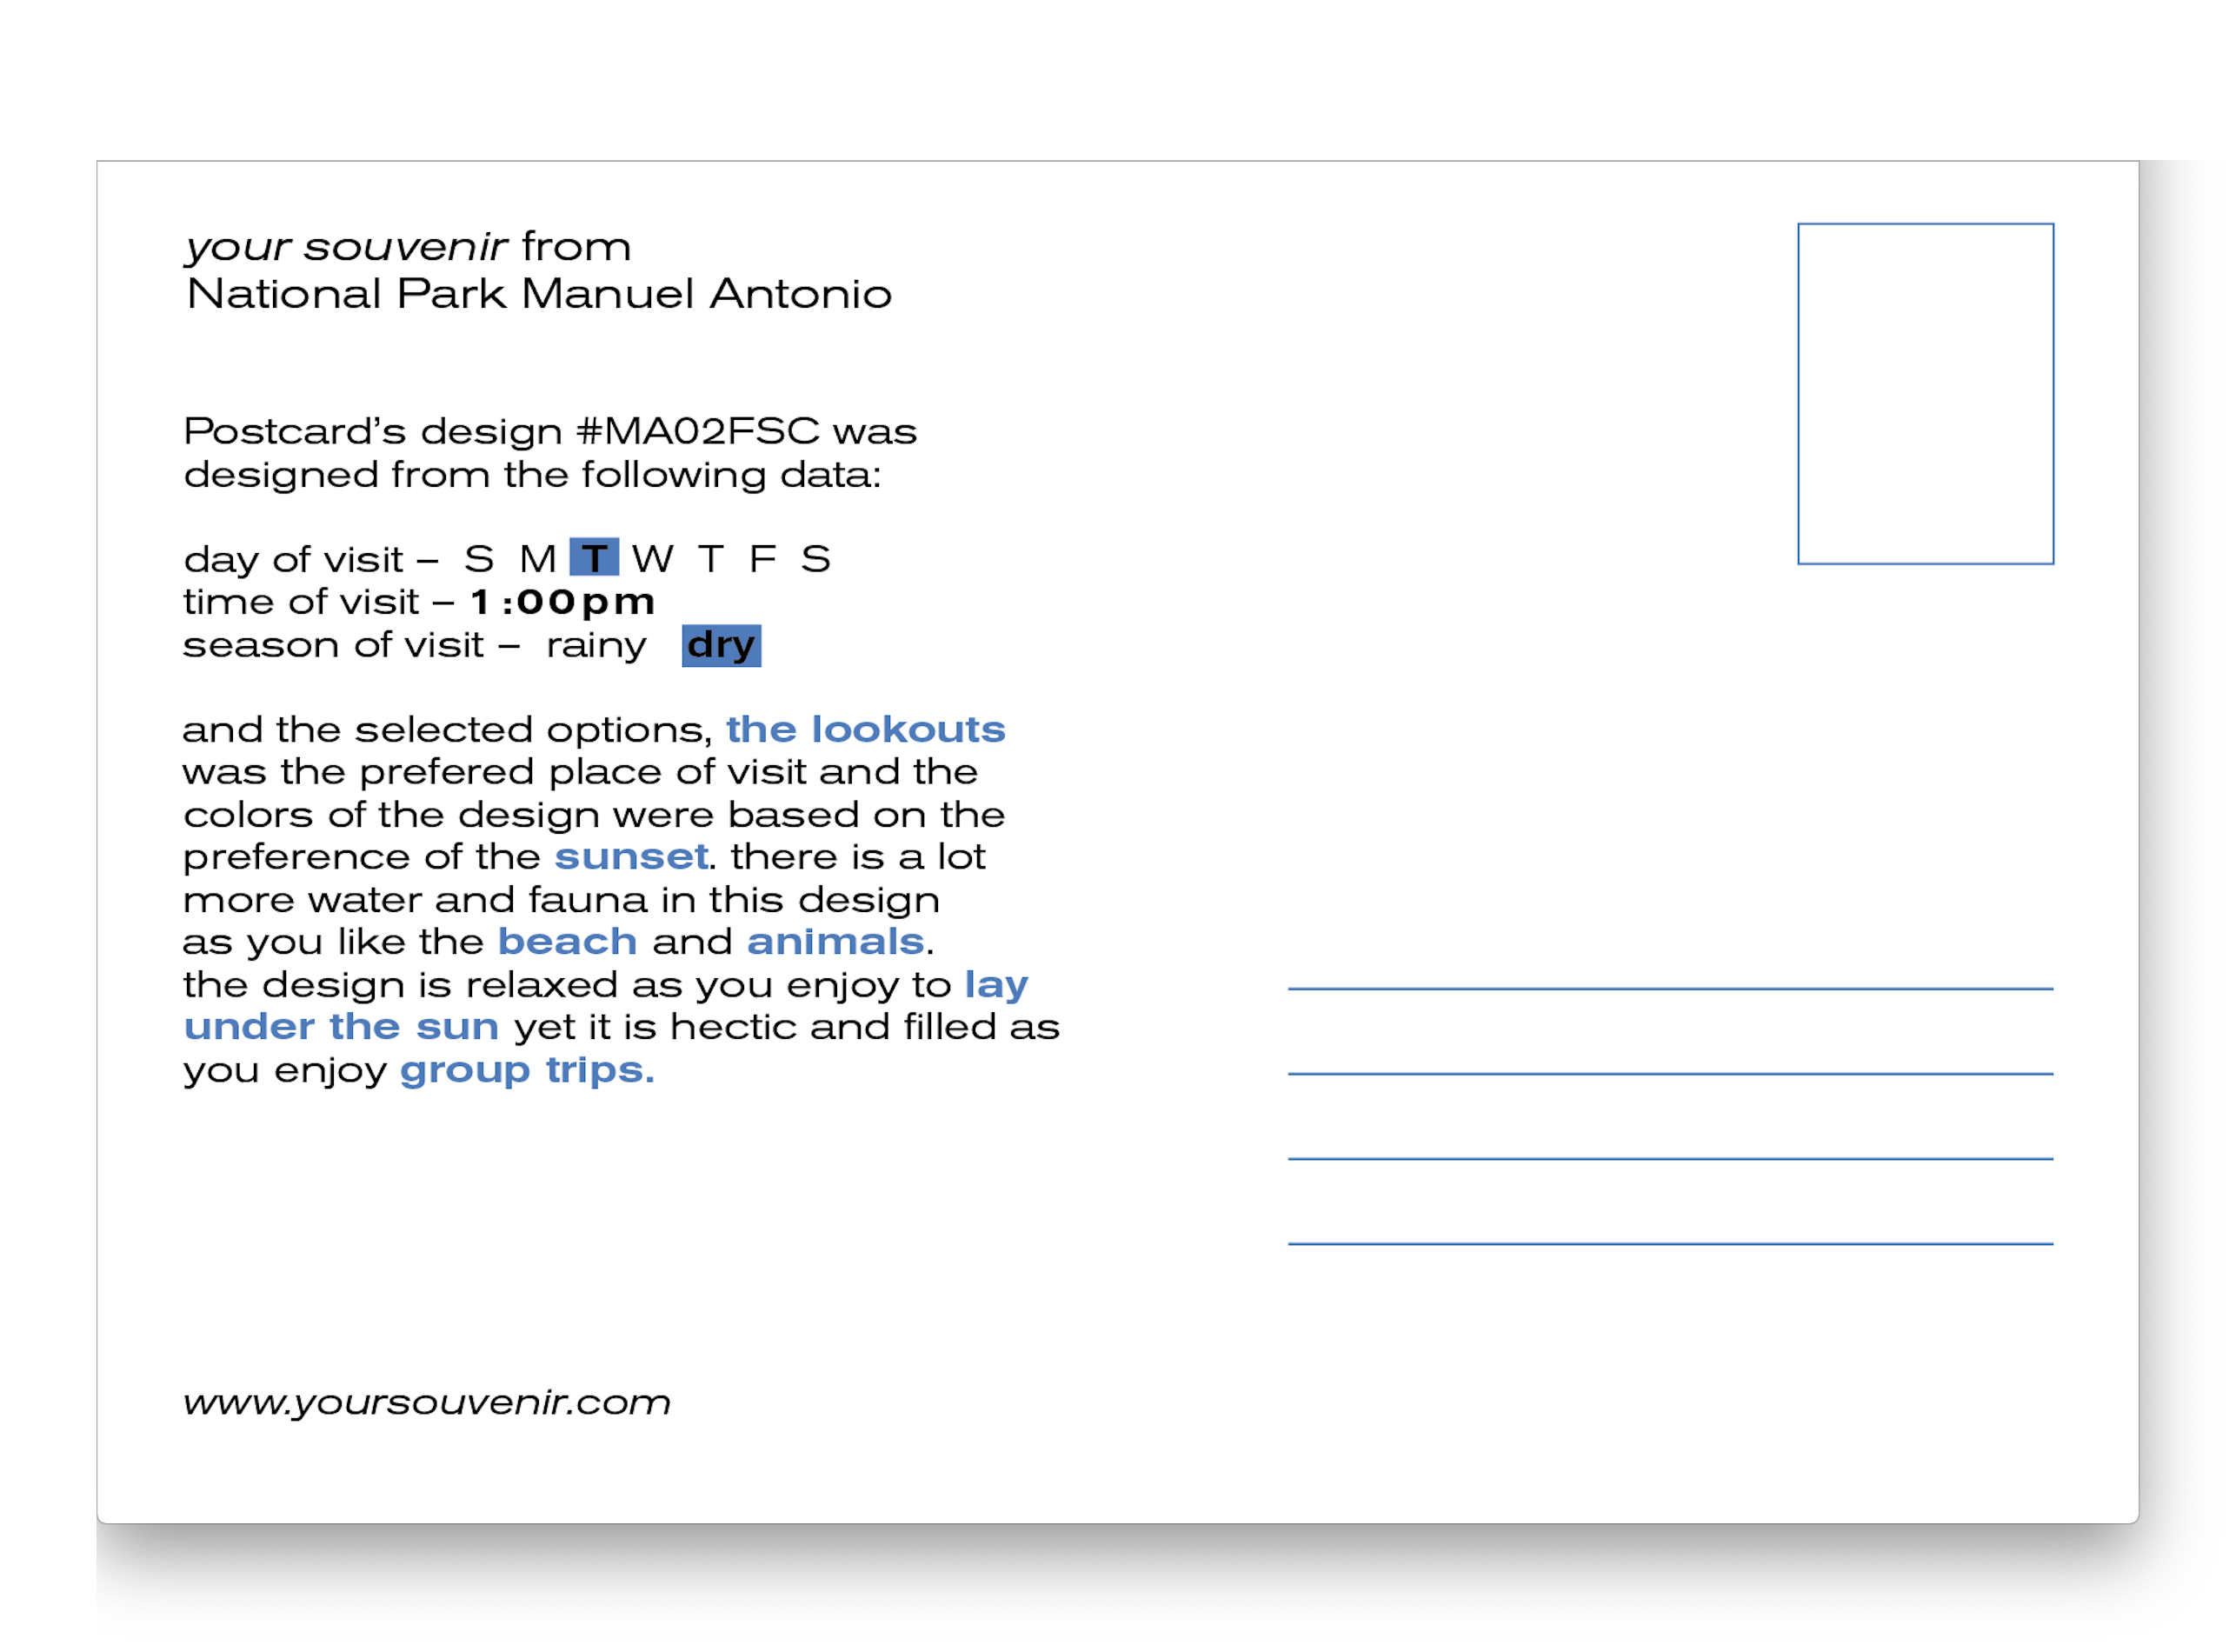 your souvenir from
National Park Manuel Antonio
Postcard's design #MA02FSC was
designed from the following data:
day of visit – S M T W T F S
time of visit – 1:00pm
season of visit – rainy dry
and the selected options, the lookouts
was the prefered place of visit and the
colors of the design were based on the
preference of the sunset. there is a lot
more water and fauna in this design
as you like the beach and animals.
the design is relaxed as you enjoy to lay
under the sun yet it is hectic and filled as
you enjoy group trips.
www.yoursouvenir.com